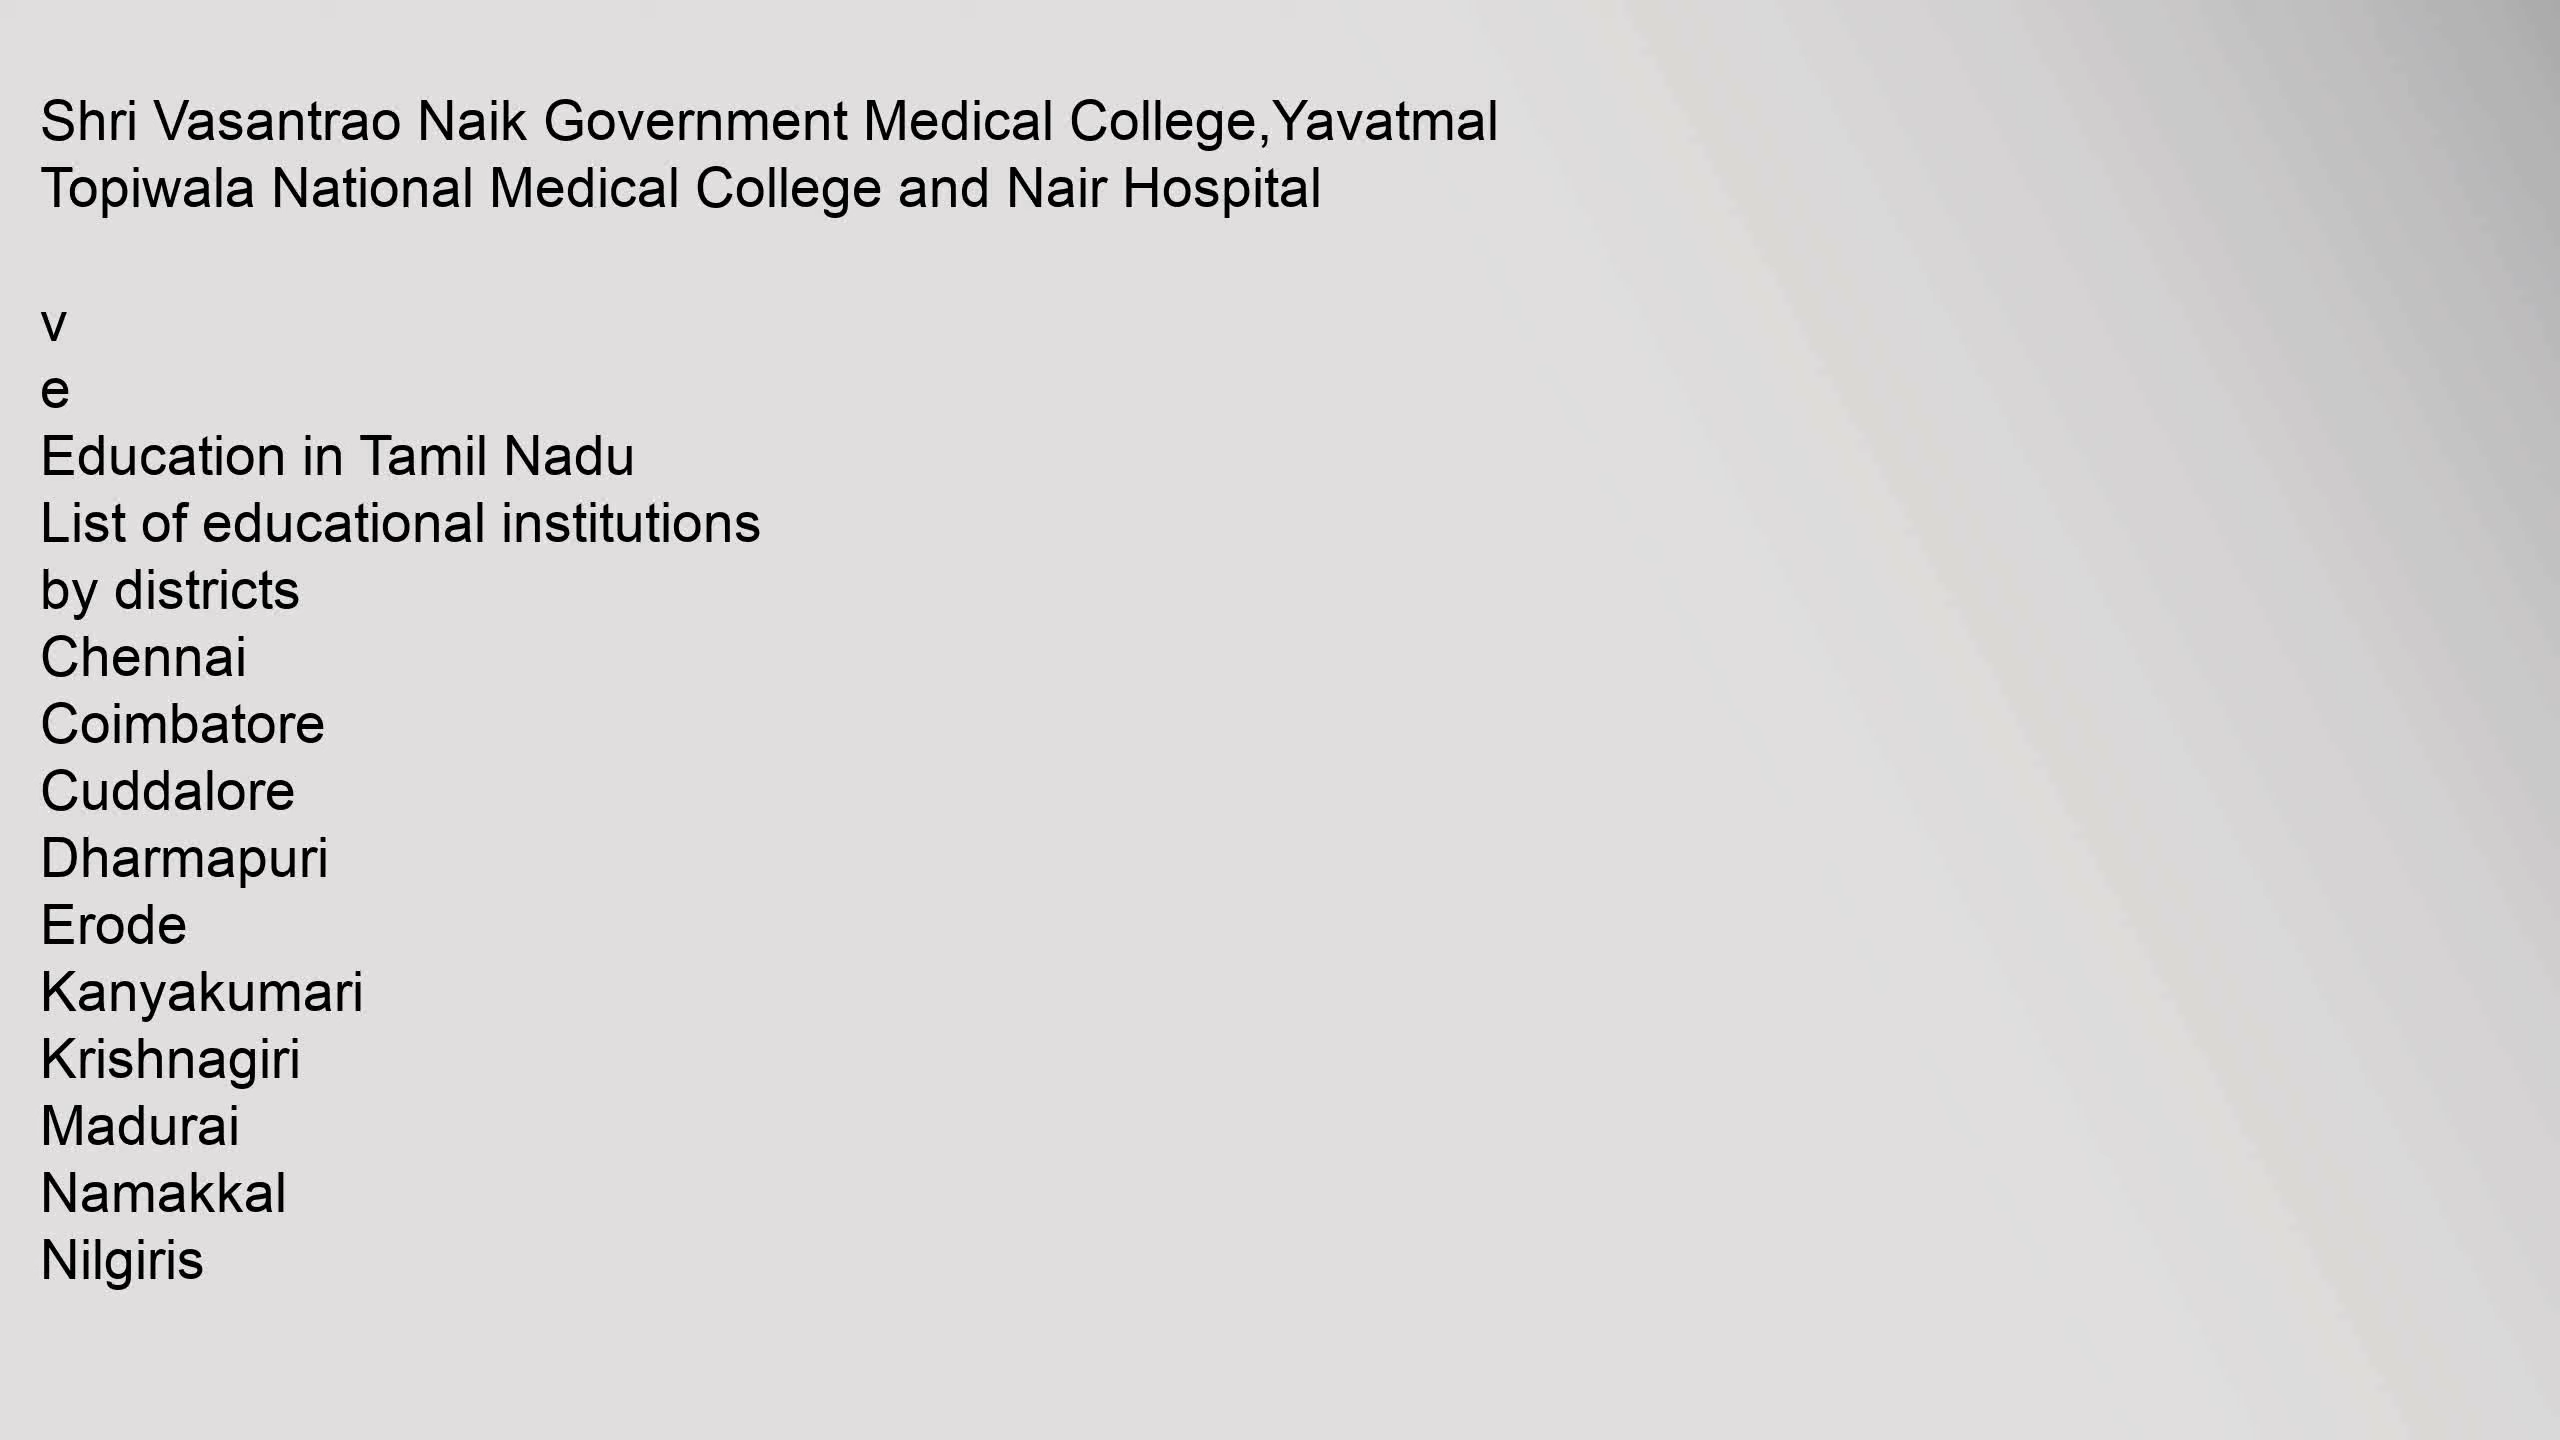 Shri Vasantrao Naik Government Medical College,Yavatmal
Topiwala National Medical College and Nair Hospital
v
e
Education in Tamil Nadu
List of educational institutions
by districts
Chennai
Coimbatore
Cuddalore
Dharmapuri
Erode
Kanyakumari
Krishnagiri
Madurai
Namakkal
Nilgiris